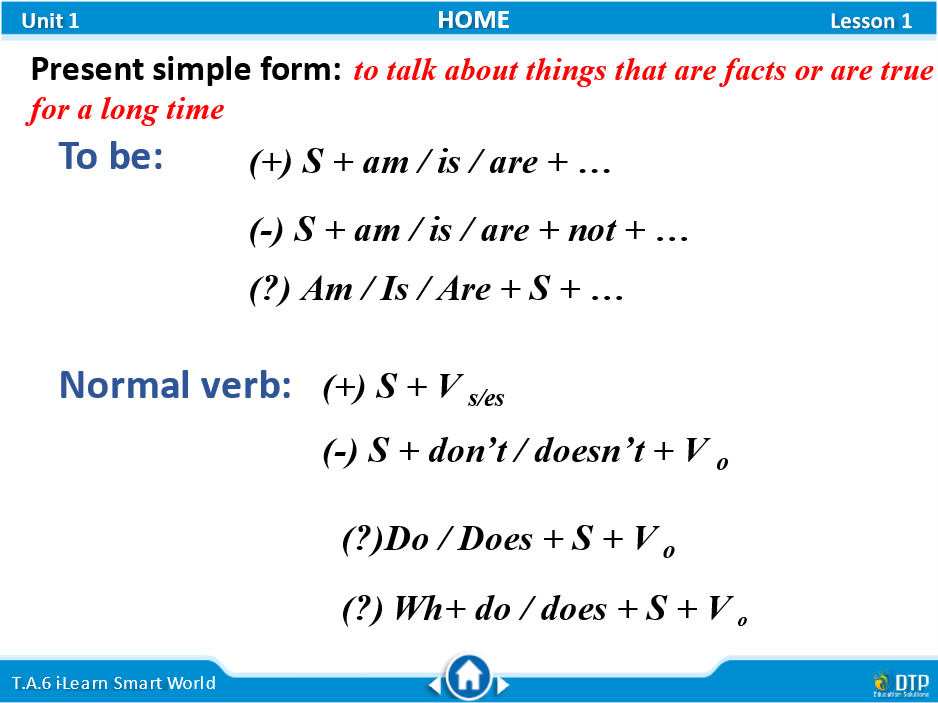 Unit 1 HOME Lesson 1
Present simple form: to talk about things that are facts or are true
for a long time
To be: (+) S + am / is / are + …
(-) S + am / is / are + not + …
(?) Am / Is / Are + S + …
Normal verb: (+) S + V s/es
(-) S + don’t / doesn’t + V o
(?)Do / Does + S + V o
(?) Wh+ do / does + S + V o
T.A.6 i-Learn Smart World
DTP
Education Solutions